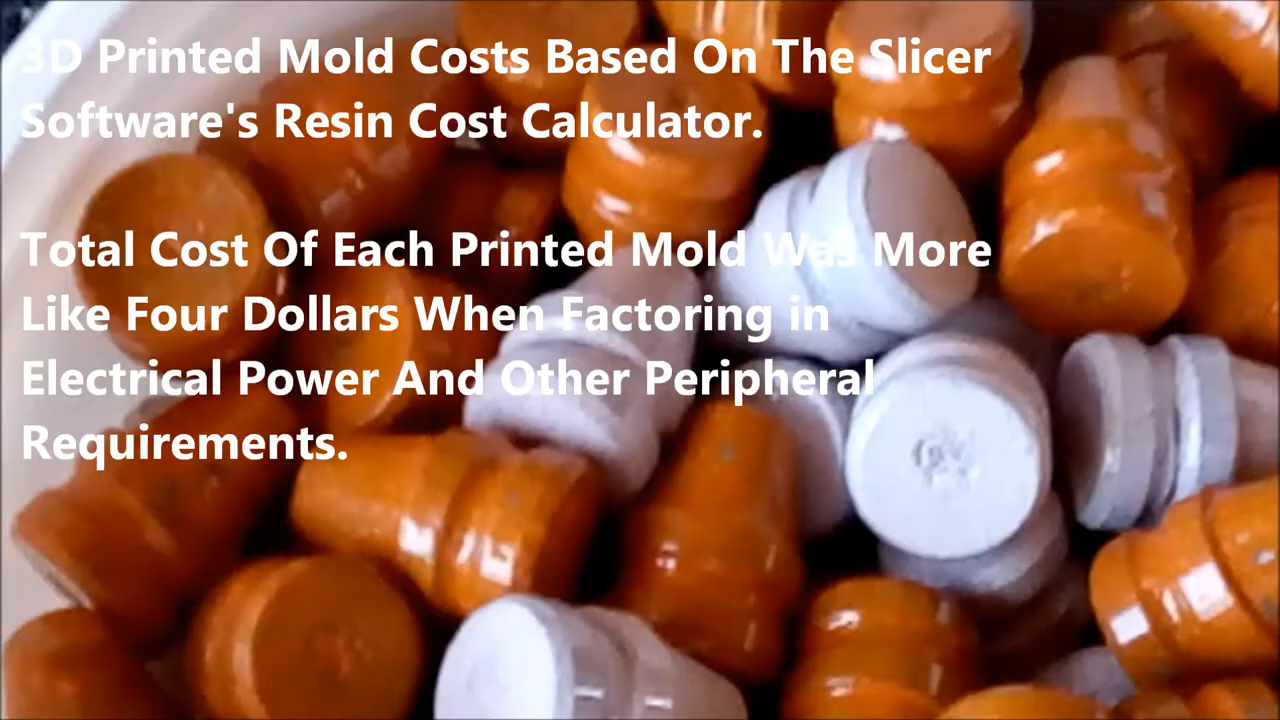 3D Printed Mold Costs Based On The Slicer
Software's Resin Cost Calculator.
Total Cost Of Each Printed Mold Was More
Like Four Dollars When Factoring in
Electrical Power And Other Peripheral
Requirements.